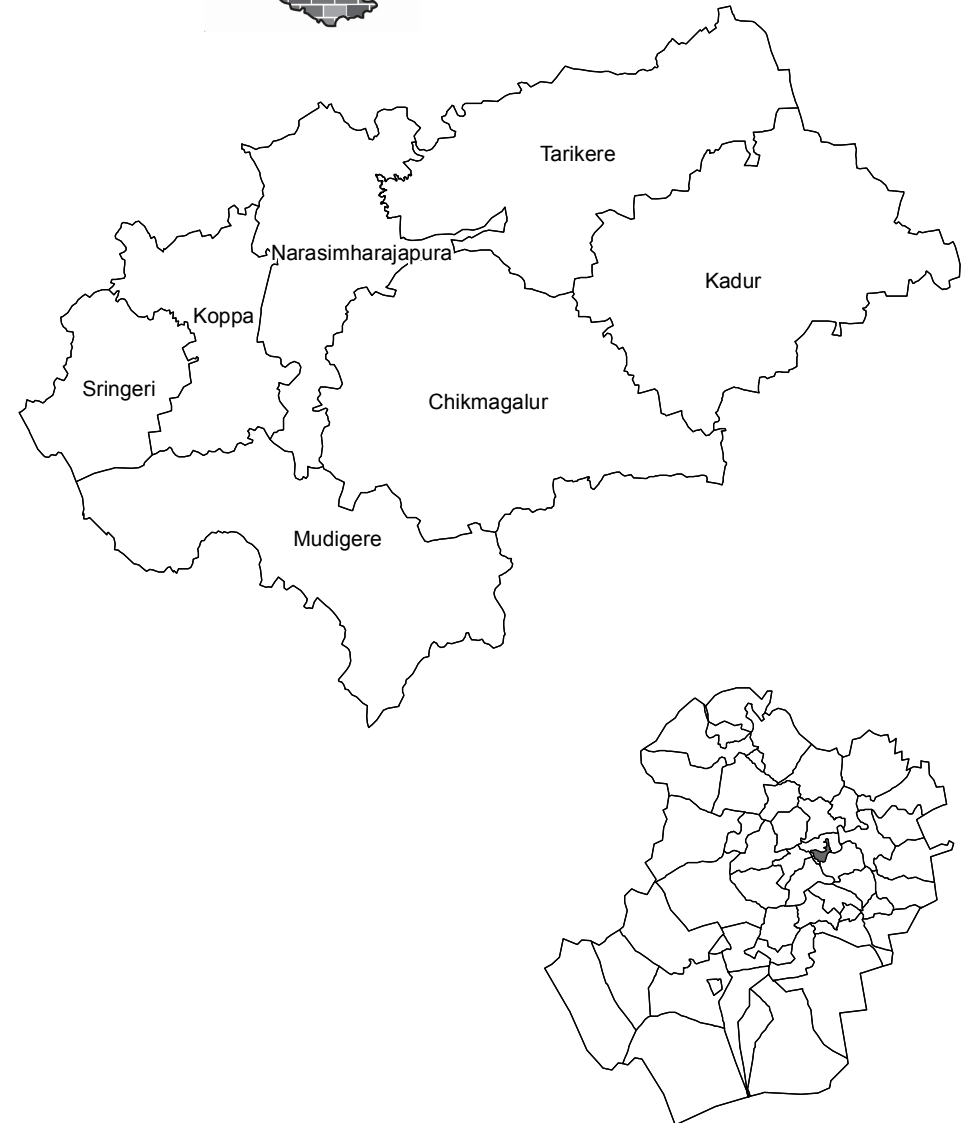 Tarikere
Narasimharajapura
Kadur
Koppa
Sringeri
Chikmagalur
Mudigere